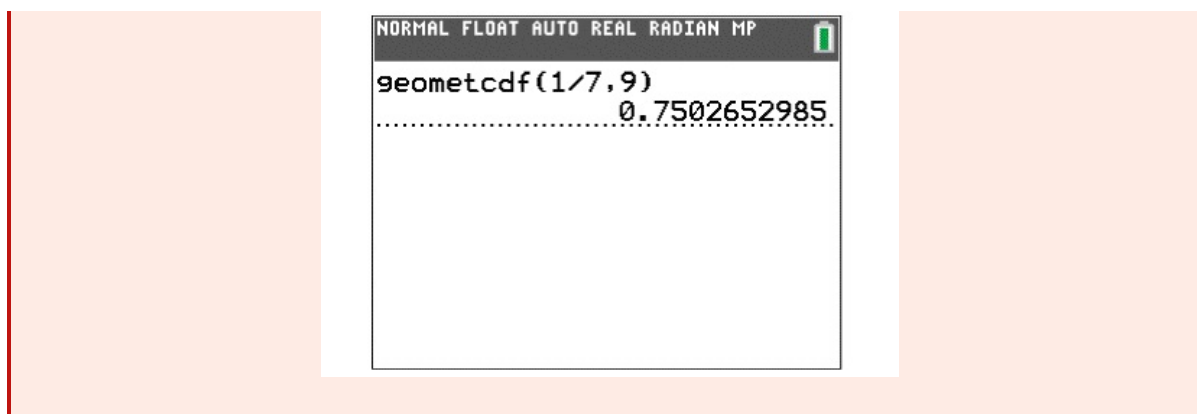 NORMAL FLOAT AUTO REAL RADIAN MP
geometcdf(1/7,9)
0.7502652985